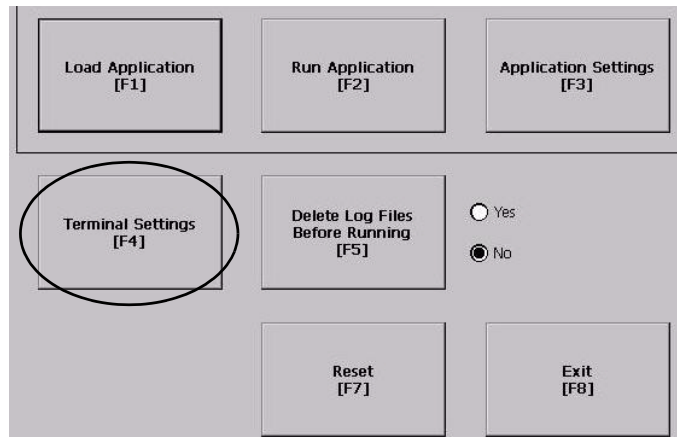 Load Application
[F1]
Run Application
[F2]
Application Settings
[F3]
Terminal Settings
[F4]
Delete Log Files
Before Running
[F5]
Yes
No
Reset
[F7]
Exit
[F8]